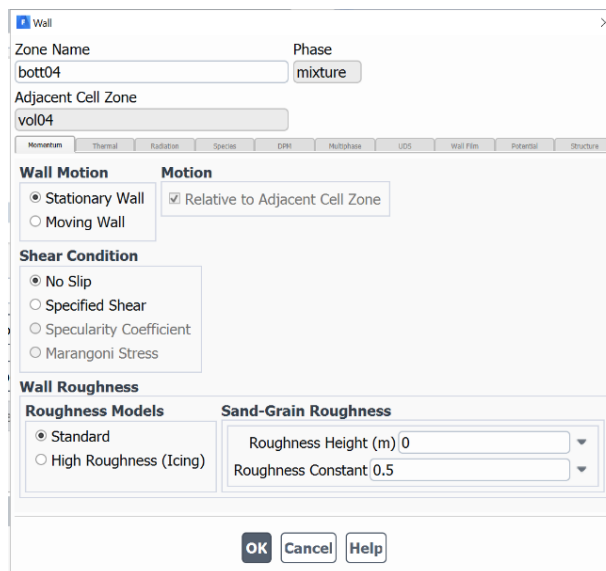 Wall
Zone Name Phase
bott04 mixture
Adjacent Cell Zone
vol04
Momentum Thermal Radiation Species DPM Multiphase UDS Wall Film Potential Structure
Wall Motion Motion
Stationary Wall Relative to Adjacent Cell Zone
Moving Wall
Shear Condition
No Slip
Specified Shear
Specularity Coefficient
Marangoni Stress
Wall Roughness
Roughness Models Sand-Grain Roughness
Standard Roughness Height (m) 0
High Roughness (Icing) Roughness Constant 0.5
OK Cancel Help